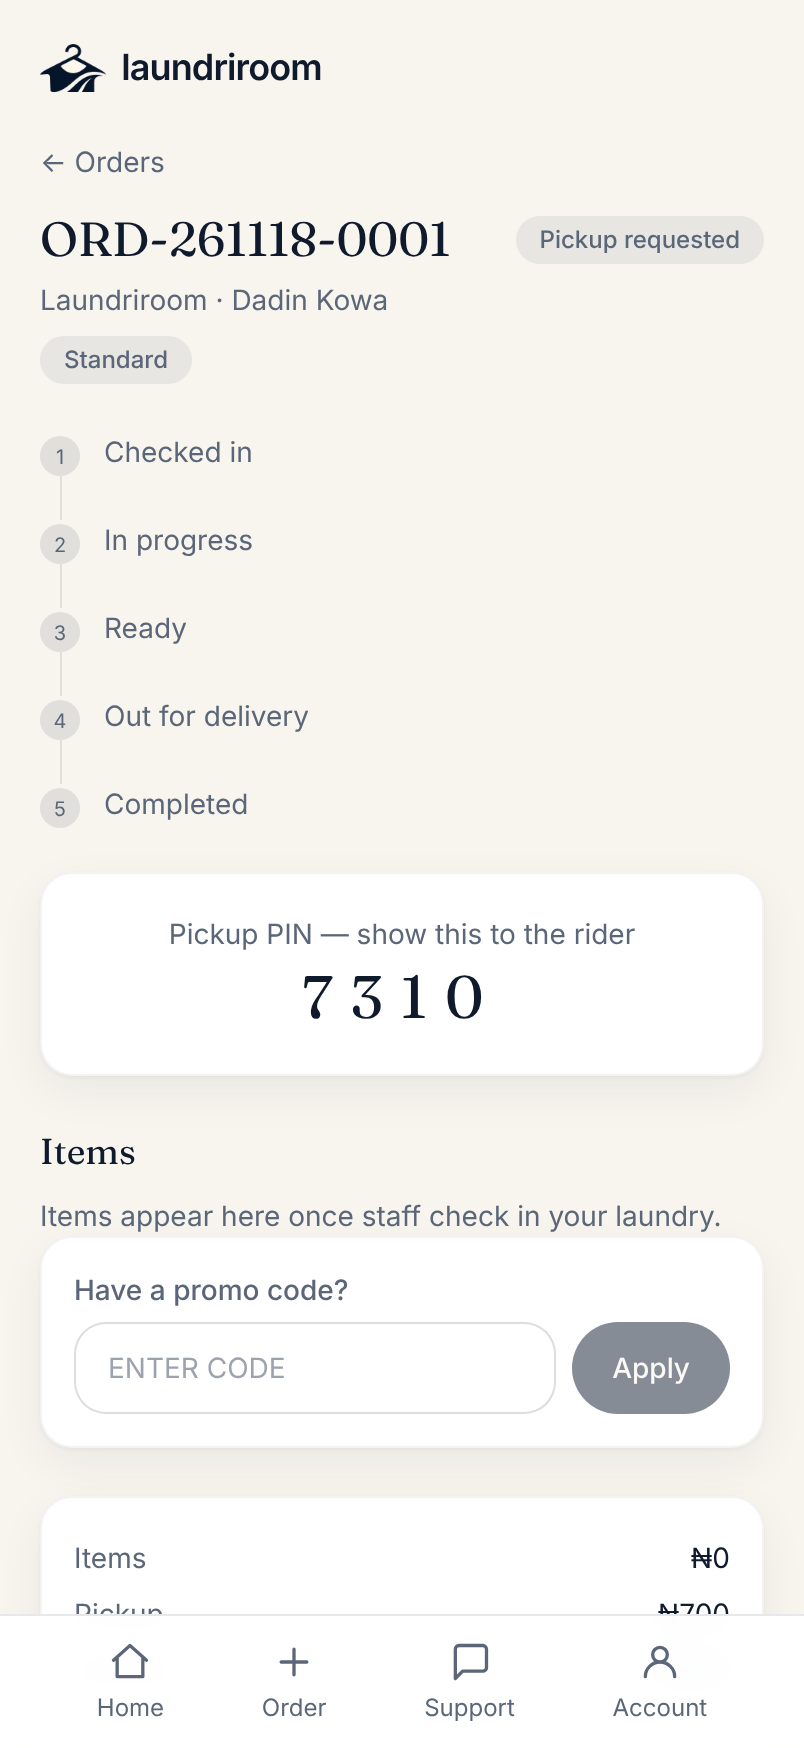 laundriroom
← Orders
ORD-261118-0001
Pickup requested
Laundriroom · Dadin Kowa
Standard
1 Checked in
2 In progress
3 Ready
4 Out for delivery
5 Completed
Pickup PIN — show this to the rider
7310
Items
Items appear here once staff check in your laundry.
Have a promo code?
ENTER CODE
Apply
Items ₦0
Pickup ₦700
Home Order Support Account